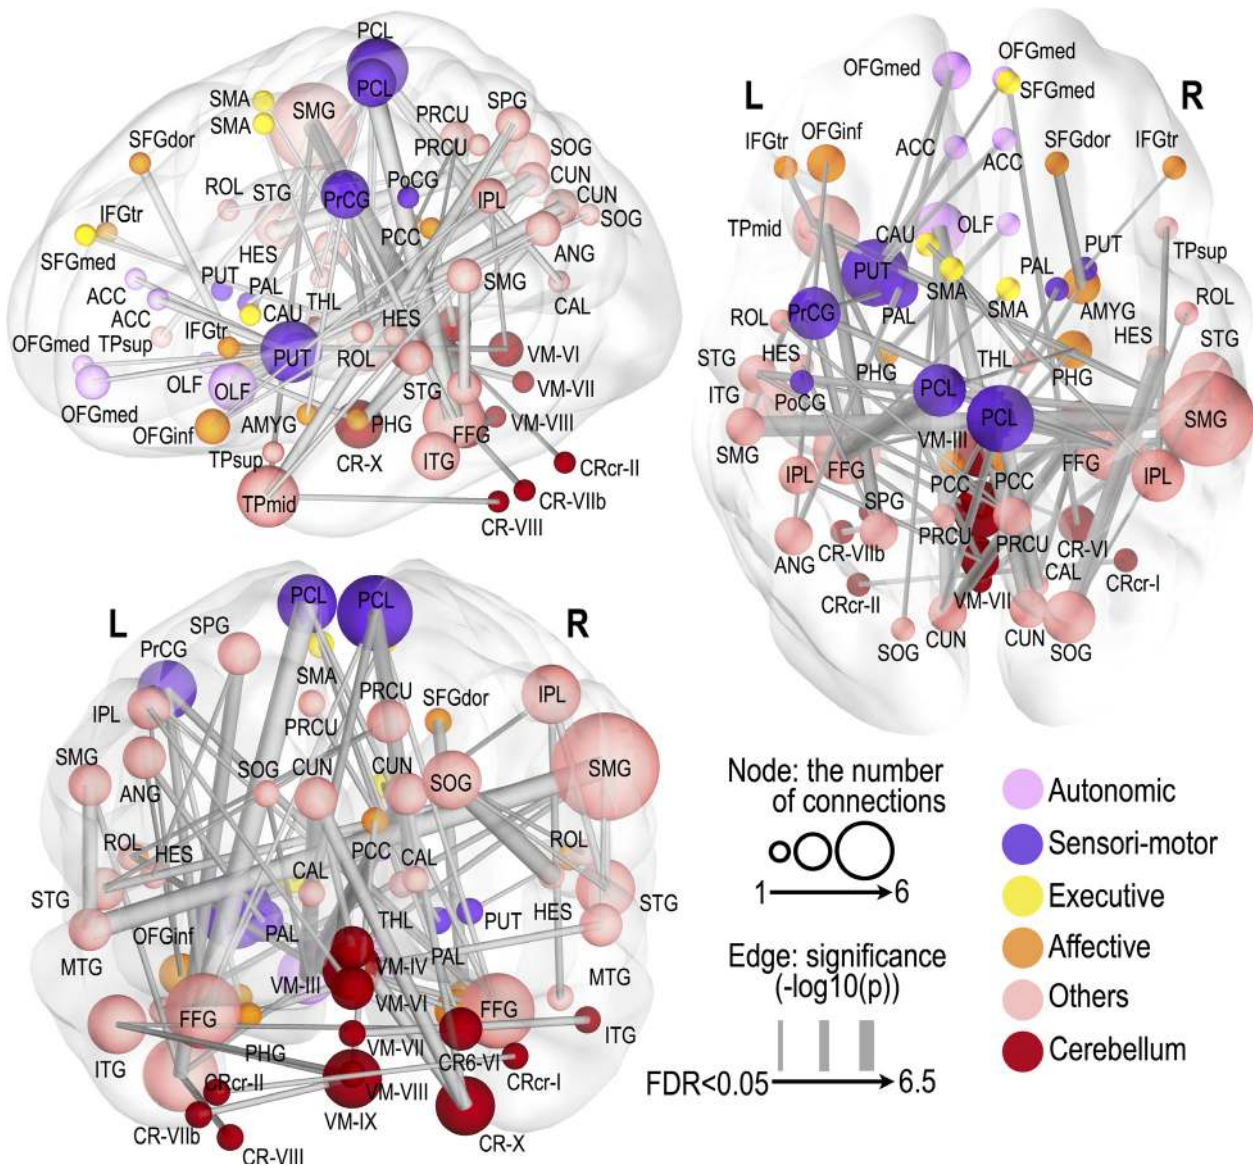 PCL
PCL
SMA
SMA
SMG
PRCU
SPG
PRCU
SOG
SFGdor
ROL
STG
PrCG
PoCG
IPL
CUN
CUN
SOG
IFGtr
SFGmed
HES
PCC
ANG
ACC
PUT
PAL
THL
SMG
CAL
ACC
CAU
HES
TPsup
IFGtr
PUT
ROL
VM-VI
OFGmed
OLF
OLF
STG
VM-VII
OFGmed
AMYG
PHG
FFG
VM-VIII
OFGinf
TPsup
CR-X
ITG
CRcr-II
TPmid
CR-VIIb
CR-VIII
L
R
OFGmed
OFGmed
SFGmed
IFGtr
OFGinf
ACC
ACC
SFGdor
IFGtr
TPmid
CAU
OLF
PUT
TPsup
PUT
SMA
PAL
PrCG
PAL
SMA
AMYG
ROL
ROL
HES
STG
HES
PHG
THL
STG
ITG
PoCG
PCL
PHG
PCL
SMG
SMG
VM-III
IPL
FFG
PCC
PCC
FFG
IPL
SPG
PRCU
PRCU
CR-VI
ANG
CR-VIIb
CAL
CRcr-I
CRcr-II
VM-VII
SOG
CUN
CUN
SOG
L
R
PCL
PCL
SPG
PrCG
SMA
PRCU
SFGdor
IPL
IPL
PRCU
SMG
SOG
CUN
CUN
SOG
SMG
ANG
ROL
HES
PCC
CAL
ROL
CAL
STG
THL
PUT
HES
STG
OFGinf
PAL
PAL
MTG
VM-IV
MTG
VM-III
VM-VI
FFG
FFG
ITG
VM-VII
CR6-VI
ITG
PHG
CRcr-II
VM-VIII
CRcr-I
VM-IX
CR-VIIb
CR-X
CR-VIII
Node: the number
of connections
1
6
Edge: significance
(-log10(p))
FDR<0.05
6.5
Autonomic
Sensori-motor
Executive
Affective
Others
Cerebellum